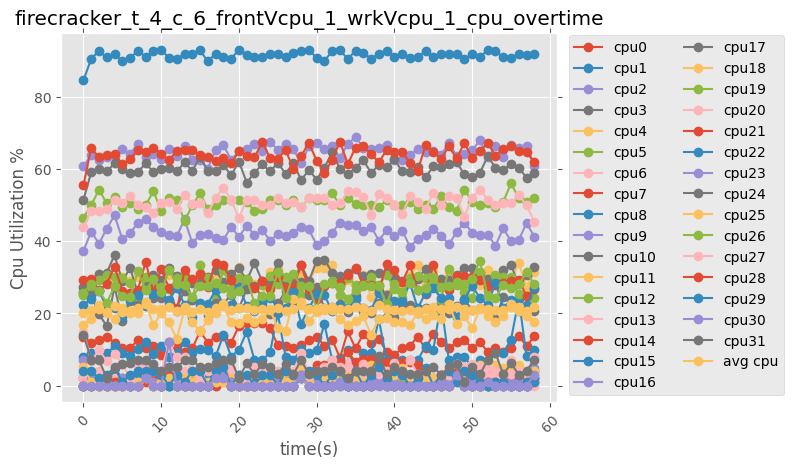 firecracker_t_4_c_6_frontVcpu_1_wrkVcpu_1_cpu_overtime
Cpu Utilization %
80
60
40
20
0
0
10
20
30
40
50
60
time(s)
cpu0
cpu1
cpu2
cpu3
cpu4
cpu5
cpu6
cpu7
cpu8
cpu9
cpu10
cpu11
cpu12
cpu13
cpu14
cpu15
cpu16
cpu17
cpu18
cpu19
cpu20
cpu21
cpu22
cpu23
cpu24
cpu25
cpu26
cpu27
cpu28
cpu29
cpu30
cpu31
avg cpu